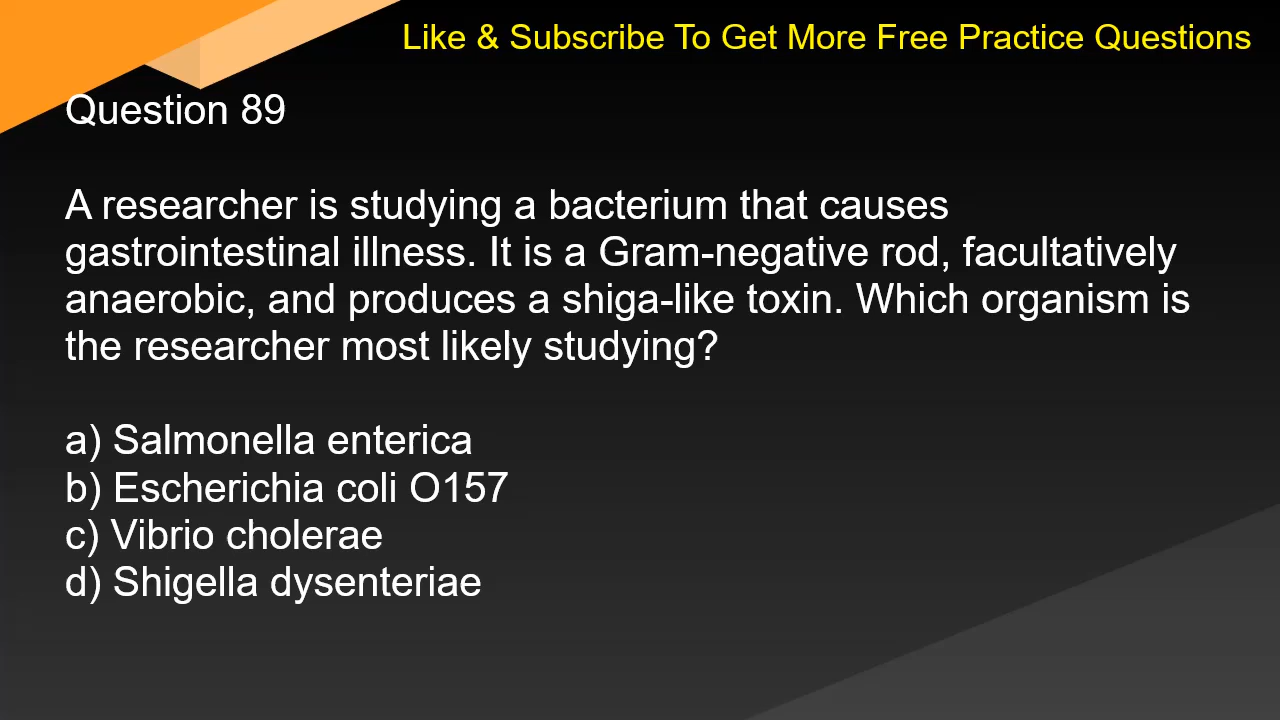 Like & Subscribe To Get More Free Practice Questions
Question 89
A researcher is studying a bacterium that causes
gastrointestinal illness. It is a Gram-negative rod, facultatively
anaerobic, and produces a shiga-like toxin. Which organism is
the researcher most likely studying?
a) Salmonella enterica
b) Escherichia coli O157
c) Vibrio cholerae
d) Shigella dysenteriae